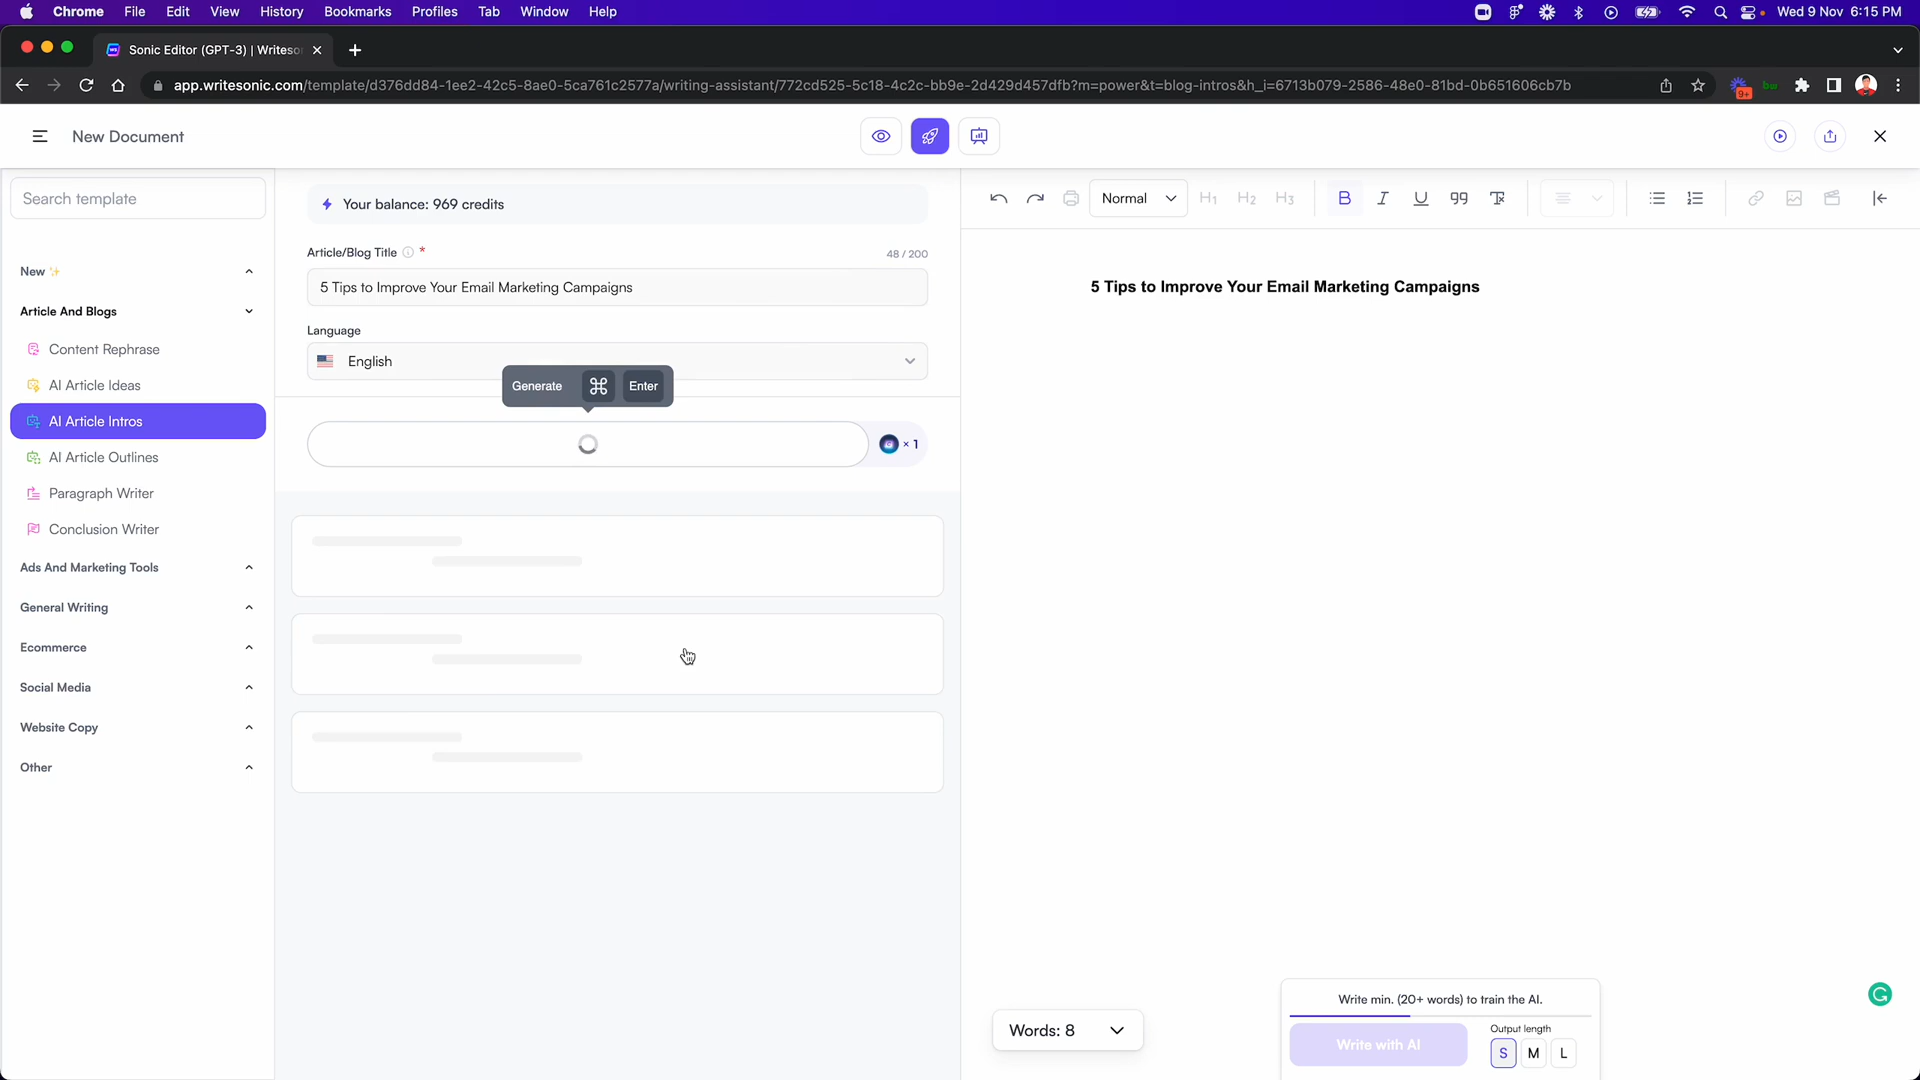 Chrome File Edit View History Bookmarks Profiles Tab Window Help Wed 9 Nov 6:15 PM
Sonic Editor (GPT-3) | Writeso
app.writesonic.com/template/d376dd84-1ee2-42c5-8ae0-5ca761c2577a/writing-assistant/772cd525-5c18-4c2c-bb9e-2d429d457dfb?m=power&t=blog-intros&h_i=6713b079-2586-48e0-81bd-0b651606cb7b
9+
bw
New Document
Search template
New
Article And Blogs
Content Rephrase
AI Article Ideas
AI Article Intros
AI Article Outlines
Paragraph Writer
Conclusion Writer
Ads And Marketing Tools
General Writing
Ecommerce
Social Media
Website Copy
Other
Your balance: 969 credits
Article/Blog Title * 48 / 200
5 Tips to Improve Your Email Marketing Campaigns
Language
English
Generate ⌘ Enter
× 1
Normal H1 H2 H3 B I U
5 Tips to Improve Your Email Marketing Campaigns
Words: 8
Write min. (20+ words) to train the AI.
Write with AI
Output length
S M L